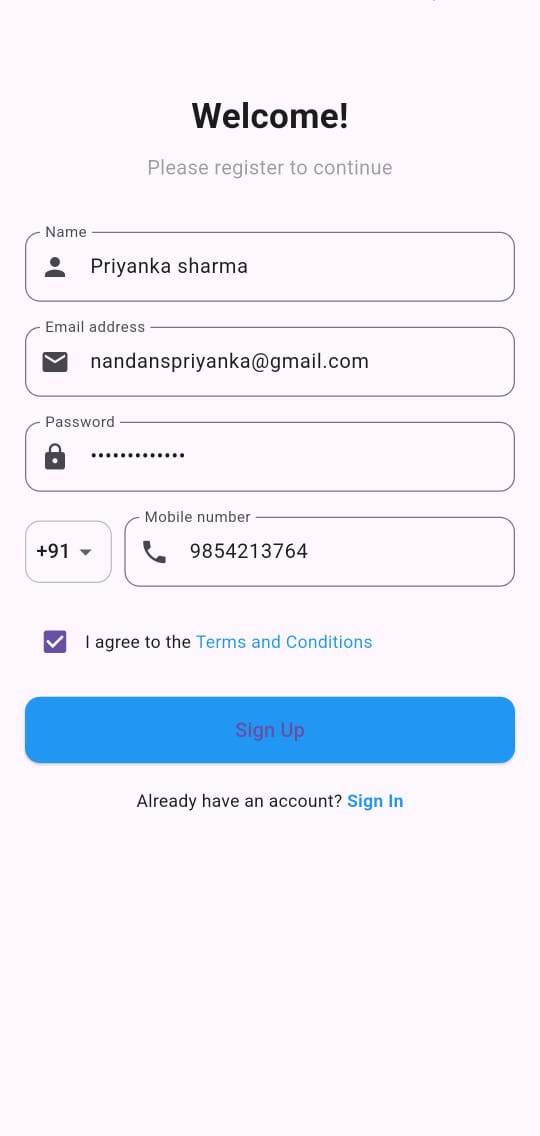 Welcome!
Please register to continue
Name
Priyanka sharma
Email address
nandanspriyanka@gmail.com
Password
•••••••••••••
Mobile number
+91 9854213764
I agree to the Terms and Conditions
Sign Up
Already have an account? Sign In